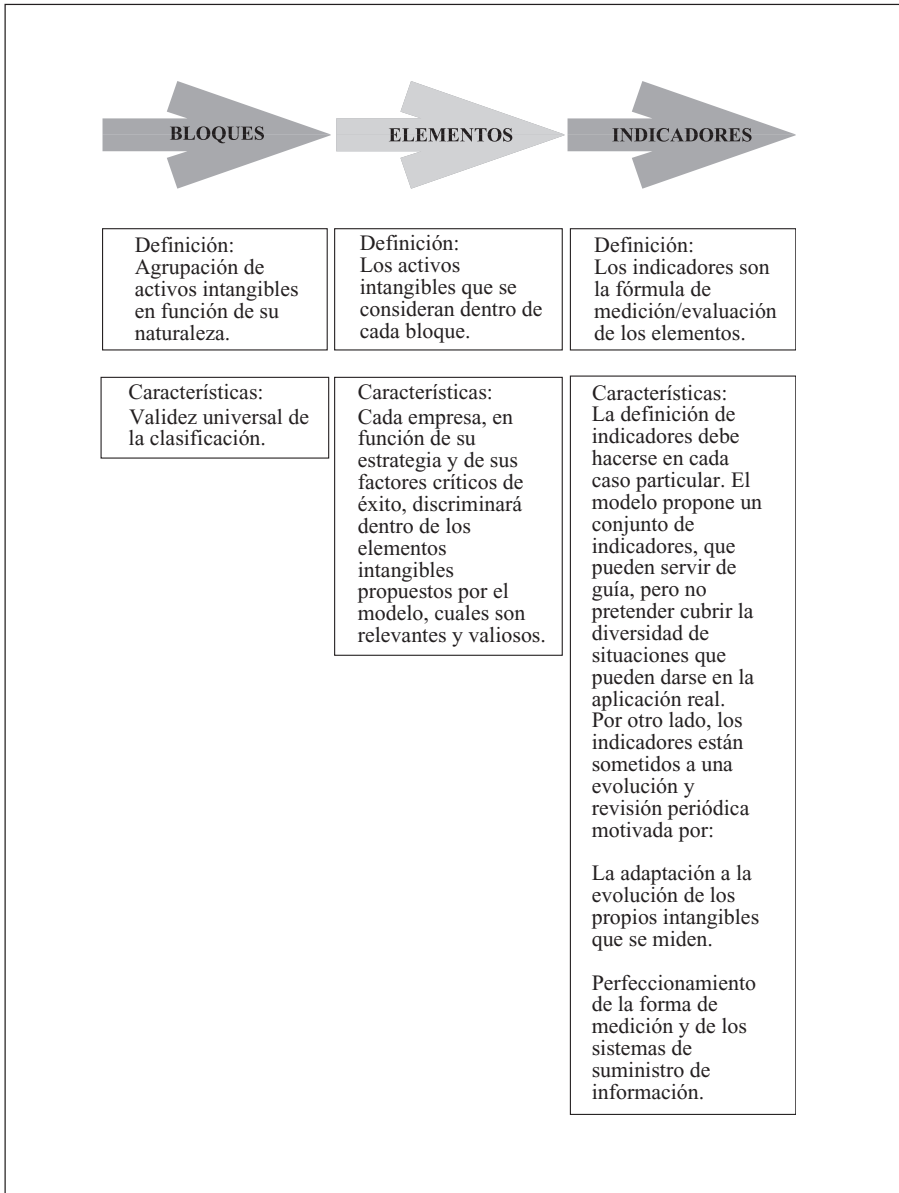 BLOQUES
ELEMENTOS
INDICADORES
Definición:
Agrupación de
activos intangibles
en función de su
naturaleza.
Definición:
Los activos
intangibles que se
consideran dentro de
cada bloque.
Definición:
Los indicadores son
la fórmula de
medición/evaluación
de los elementos.
Características:
Validez universal de
la clasificación.
Características:
Cada empresa, en
función de su
estrategia y de sus
factores críticos de
éxito, discriminará
dentro de los
elementos
intangibles
propuestos por el
modelo, cuales son
relevantes y valiosos.
Características:
La definición de
indicadores debe
hacerse en cada
caso particular. El
modelo propone un
conjunto de
indicadores, que
pueden servir de
guía, pero no
pretender cubrir la
diversidad de
situaciones que
pueden darse en la
aplicación real.
Por otro lado, los
indicadores están
sometidos a una
evolución y
revisión periódica
motivada por:
La adaptación a la
evolución de los
propios intangibles
que se miden.
Perfeccionamiento
de la forma de
medición y de los
sistemas de
suministro de
información.